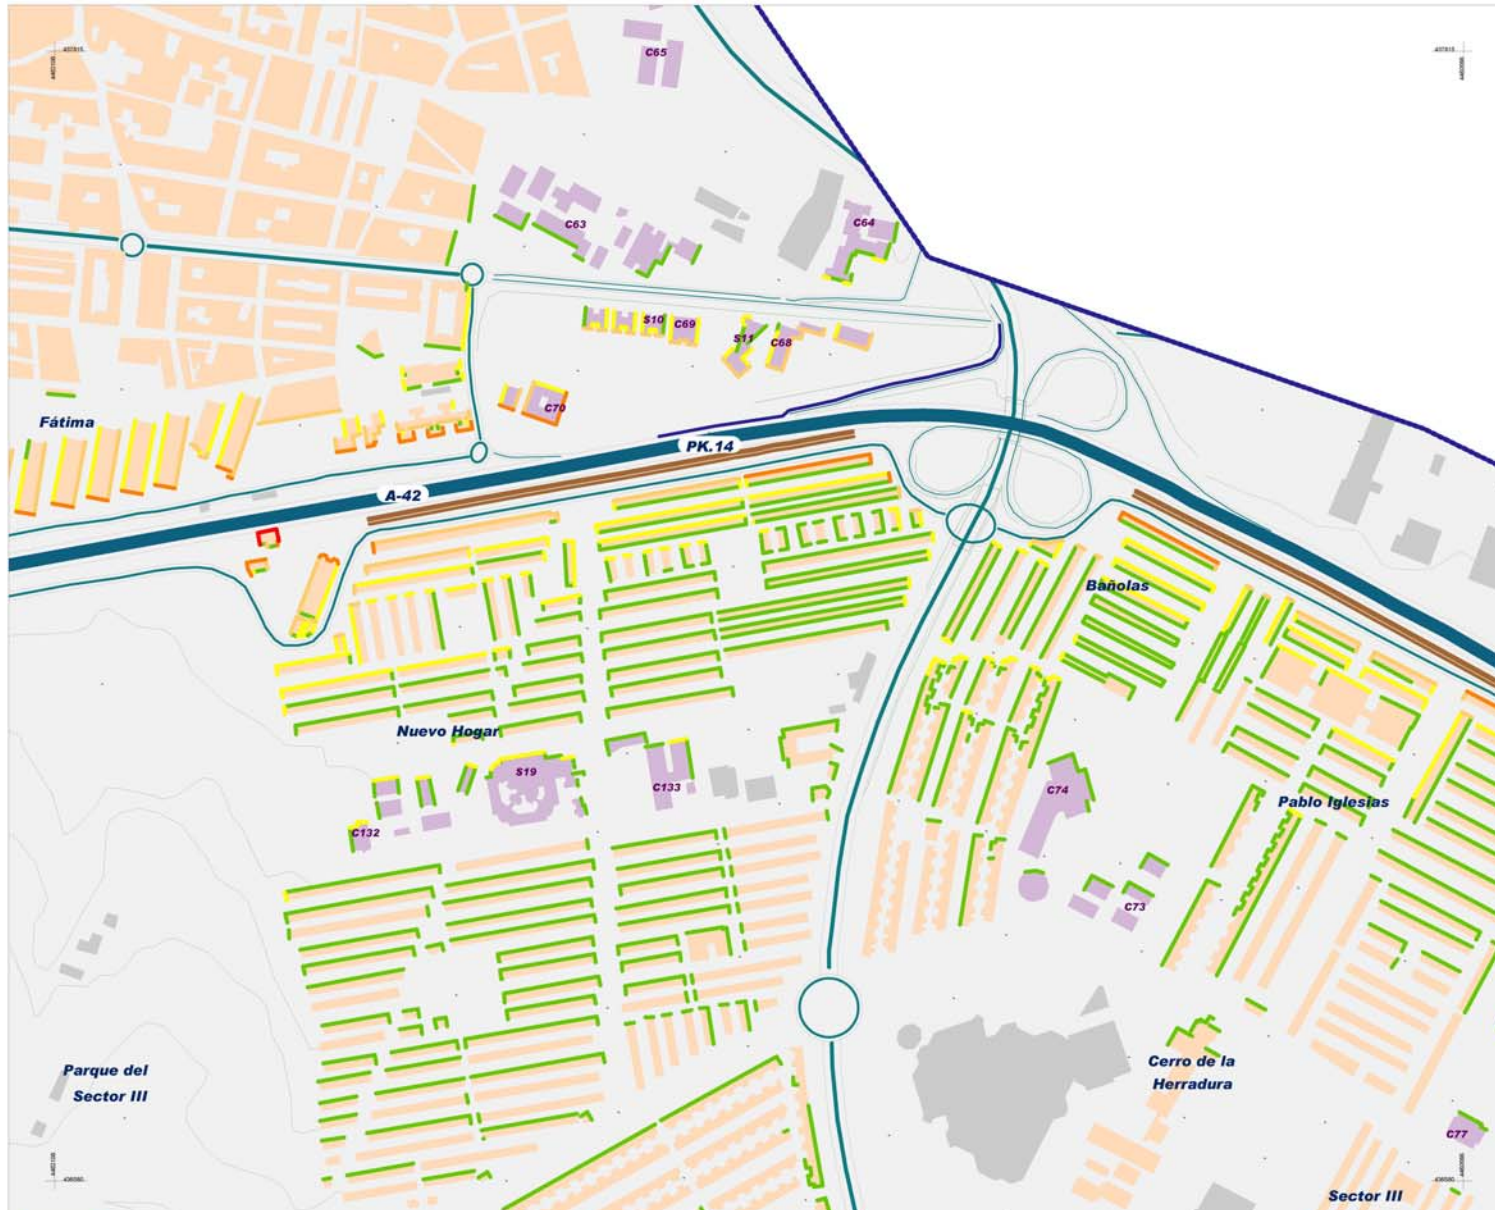 C65
C63
C64
S10
C69
S11
C68
C70
Fátima
PK.14
A-42
Bañolas
Nuevo Hogar
S19
C133
C74
Pablo Iglesias
C132
C73
Parque del
Sector III
Cerro de la
Herradura
C77
Sector III